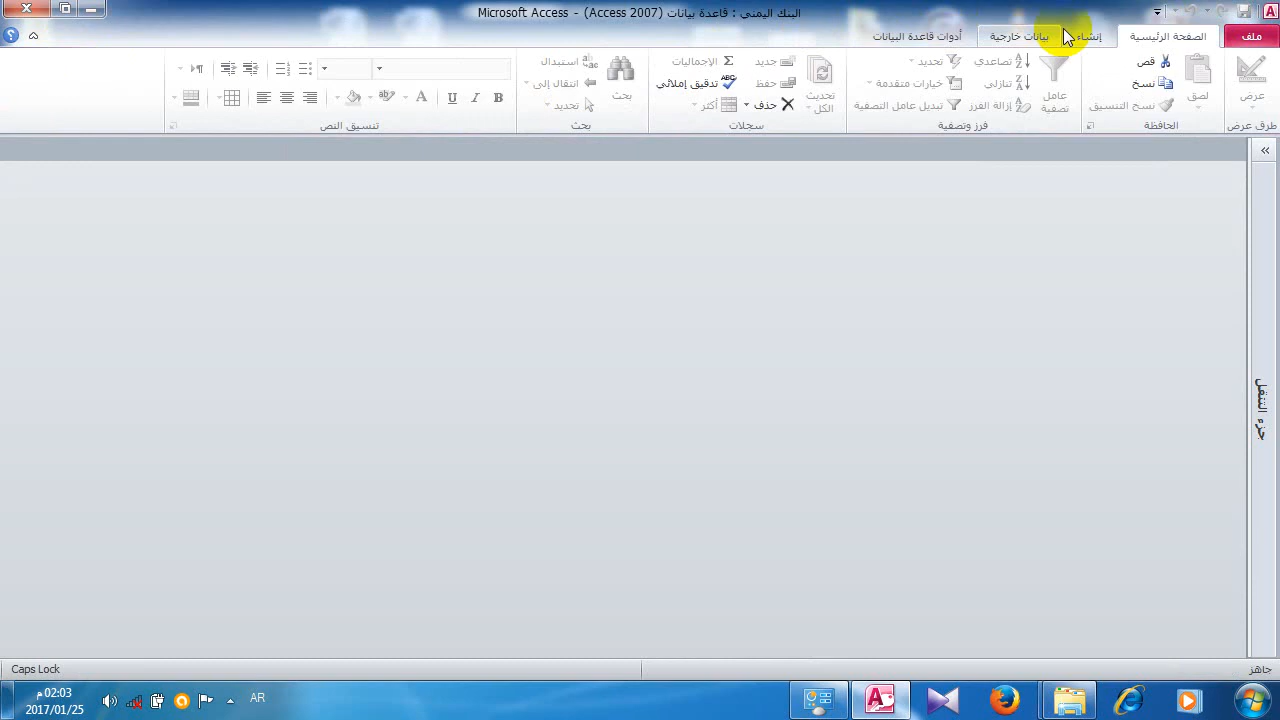 البنك اليمني : قاعدة بيانات (Access 2007) - Microsoft Access
ملف
الصفحة الرئيسية
إنشاء
بيانات خارجية
أدوات قاعدة البيانات
عرض
طرق عرض
لصق
قص
نسخ
نسخ التنسيق
الحافظة
عامل تصفية
تصاعدي
تنازلي
إزالة الفرز
تحديد
خيارات متقدمة
تبديل عامل التصفية
فرز وتصفية
تحديث الكل
جديد
حفظ
حذف
الإجماليات
تدقيق إملائي
أكثر
سجلات
بحث
استبدال
انتقال إلى
تحديد
بحث
تنسيق النص
جزء التنقل
جاهز
Caps Lock
AR
02:03 م
2017/01/25